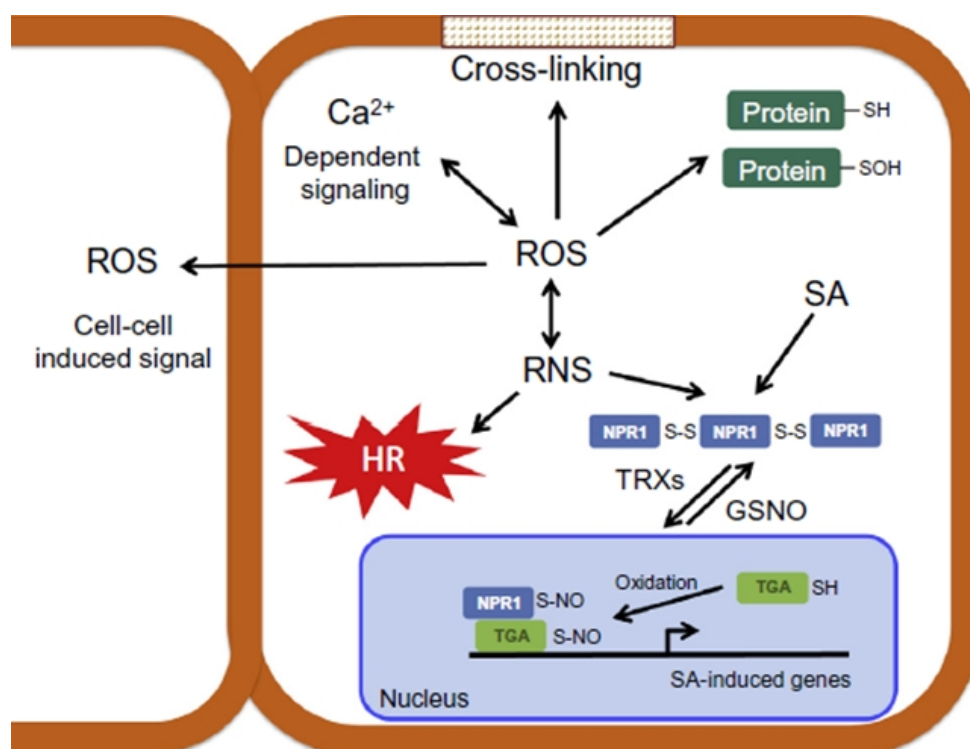 Cross-linking
Ca²⁺
Dependent
signaling
Protein
SH
Protein
SOH
ROS
ROS
Cell-cell
induced signal
SA
RNS
HR
NPR1 S-S NPR1 S-S NPR1
TRXs
GSNO
Oxidation
TGA SH
NPR1 S-NO
TGA S-NO
SA-induced genes
Nucleus